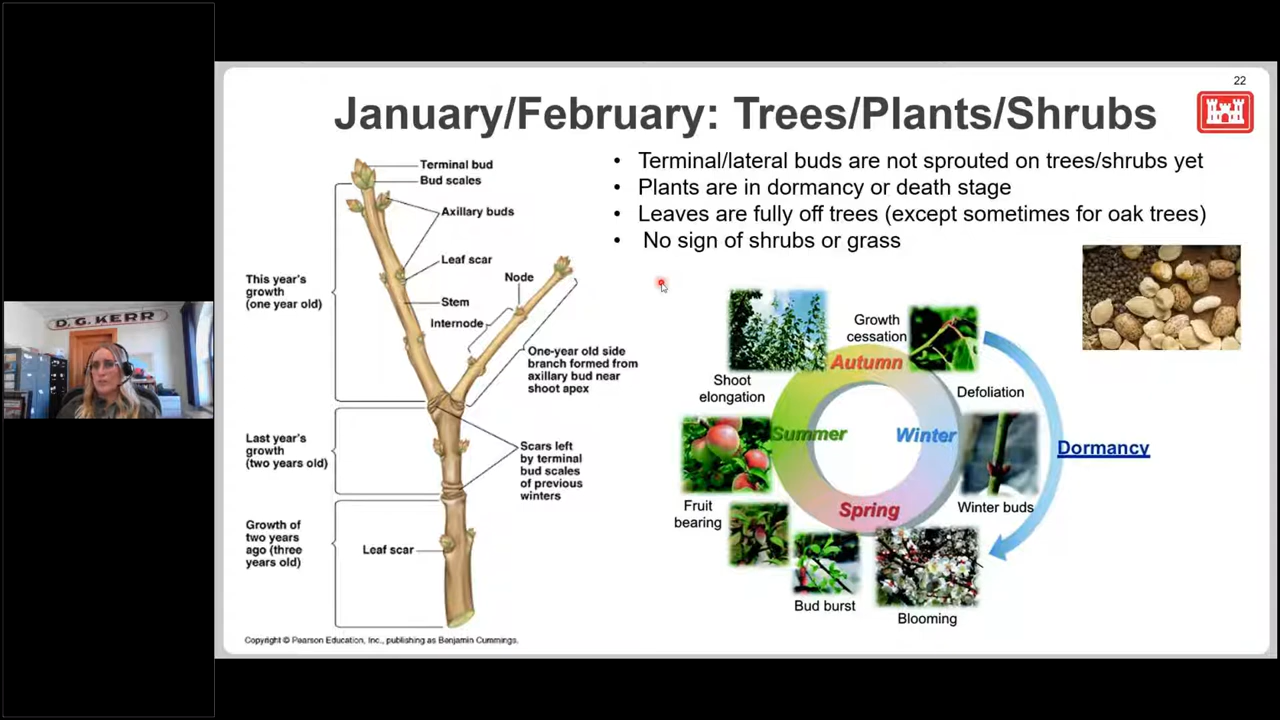 22
January/February: Trees/Plants/Shrubs
• Terminal/lateral buds are not sprouted on trees/shrubs yet
• Plants are in dormancy or death stage
• Leaves are fully off trees (except sometimes for oak trees)
• No sign of shrubs or grass
Terminal bud
Bud scales
Axillary buds
Leaf scar
Node
This year's
growth
(one year old)
Stem
Internode
One-year old side
branch formed from
axillary bud near
shoot apex
Last year's
growth
(two years old)
Scars left
by terminal
bud scales
of previous
winters
Growth of
two years
ago (three
years old)
Leaf scar
Copyright © Pearson Education, Inc., publishing as Benjamin Cummings.
Growth
cessation
Autumn
Shoot
elongation
Defoliation
Summer
Winter
Dormancy
Fruit
bearing
Spring
Winter buds
Bud burst
Blooming
D. G. KERR